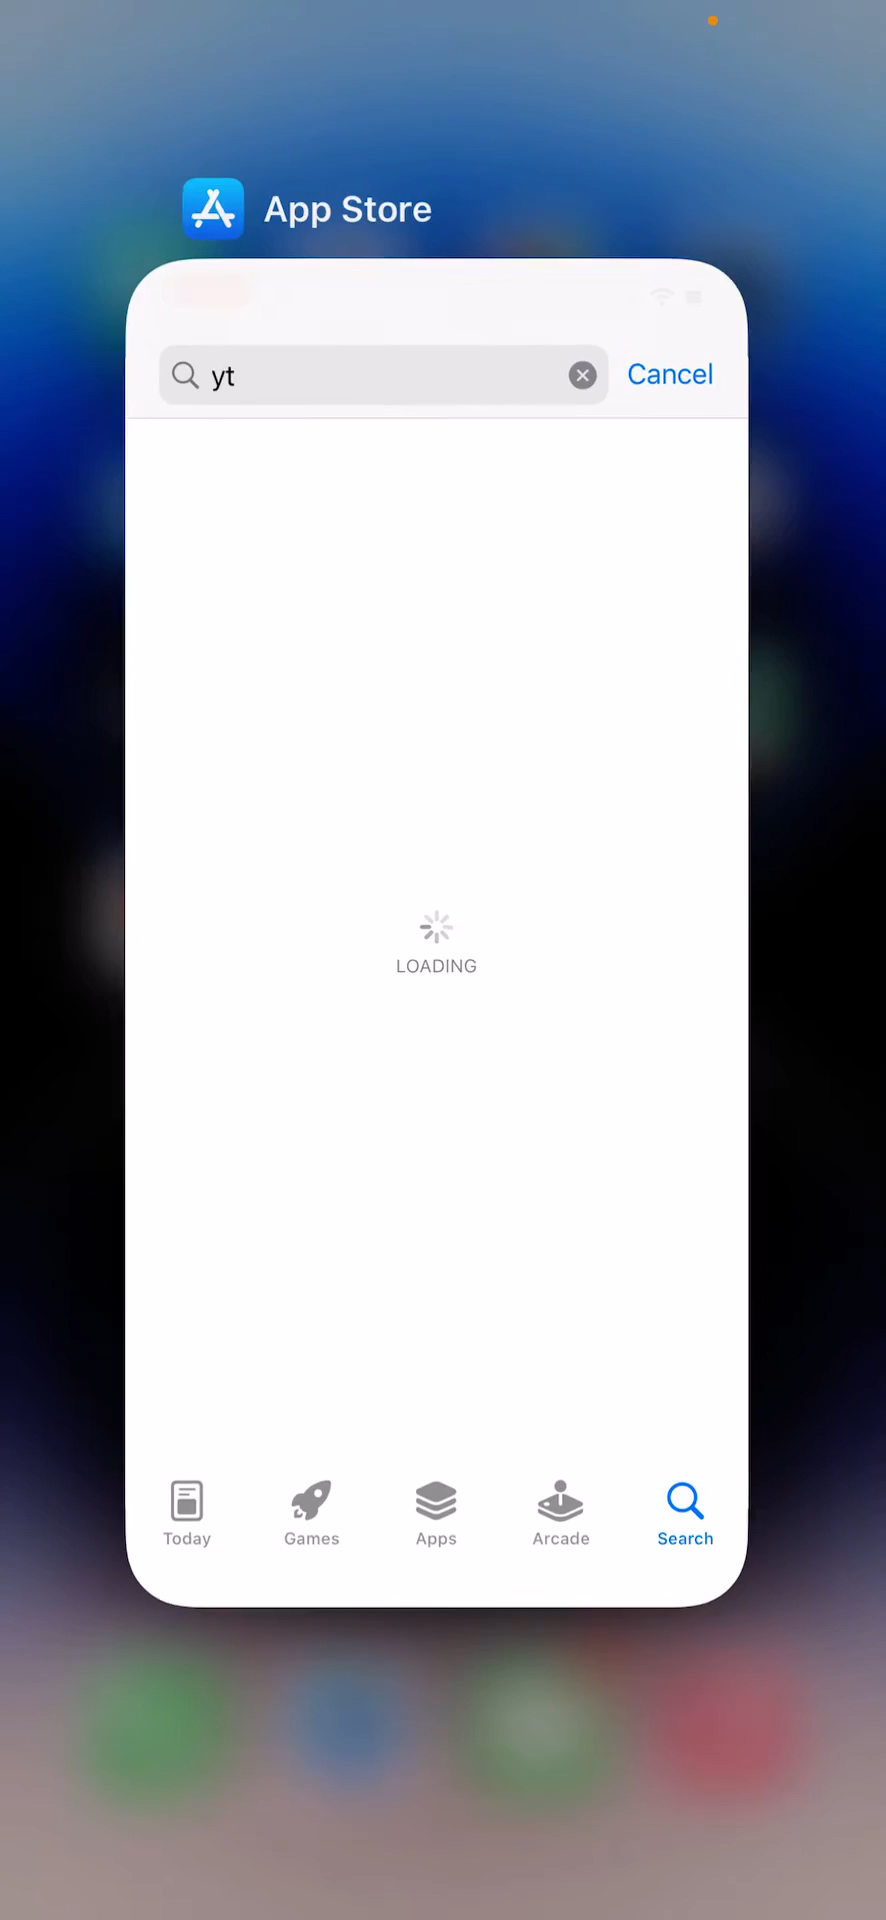 App Store
yt
Cancel
LOADING
Today
Games
Apps
Arcade
Search